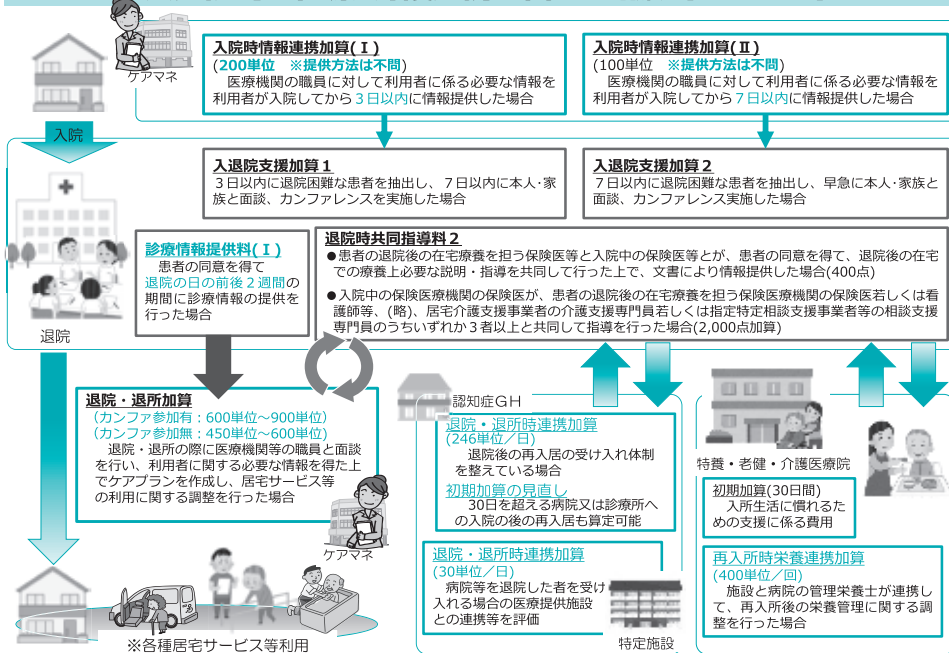 ケアマネ
入院時情報連携加算(Ⅰ)
(200単位　※提供方法は不問)
医療機関の職員に対して利用者に係る必要な情報を
利用者が入院してから３日以内に情報提供した場合
入院時情報連携加算(Ⅱ)
(100単位　※提供方法は不問)
医療機関の職員に対して利用者に係る必要な情報を
利用者が入院してから７日以内に情報提供した場合
入院
入退院支援加算１
３日以内に退院困難な患者を抽出し、７日以内に本人･家
族と面談、カンファレンスを実施した場合
入退院支援加算２
７日以内に退院困難な患者を抽出し、早急に本人･家族と
面談、カンファレンス実施した場合
診療情報提供料(Ⅰ)
患者の同意を得て
退院の日の前後２週間の
期間に診療情報の提供を
行った場合
退院時共同指導料２
●患者の退院後の在宅療養を担う保険医等と入院中の保険医等とが、患者の同意を得て、退院後の在宅
での療養上必要な説明・指導を共同して行った上で、文書により情報提供した場合(400点)
●入院中の保険医療機関の保険医が、患者の退院後の在宅療養を担う保険医療機関の保険医若しくは看
護師等、(略)、居宅介護支援事業者の介護支援専門員若しくは指定特定相談支援事業者等の相談支援
専門員のうちいずれか３者以上と共同して指導を行った場合(2,000点加算)
退院
退院・退所加算
（カンファ参加有：600単位～900単位）
（カンファ参加無：450単位～600単位）
退院・退所の際に医療機関等の職員と面談
を行い、利用者に関する必要な情報を得た上
でケアプランを作成し、居宅サービス等
の利用に関する調整を行った場合
ケアマネ
※各種居宅サービス等利用
認知症ＧＨ
退院・退所時連携加算
(246単位／日)
退院後の再入居の受け入れ体制
を整えている場合
初期加算の見直し
30日を超える病院又は診療所へ
の入院の後の再入居も算定可能
退院・退所時連携加算
(30単位／日)
病院等を退院した者を受け
入れる場合の医療提供施設
との連携等を評価
特定施設
特養・老健・介護医療院
初期加算(30日間)
入所生活に慣れるた
めの支援に係る費用
再入所時栄養連携加算
(400単位／回)
施設と病院の管理栄養士が連携し
て、再入所後の栄養管理に関する調
整を行った場合